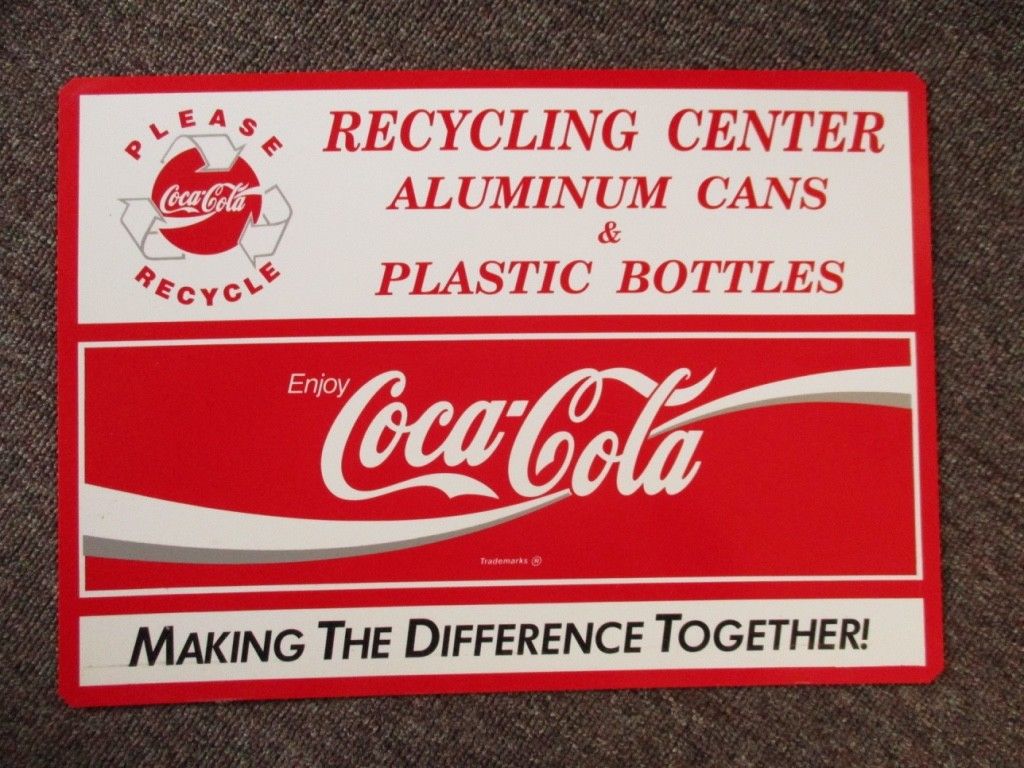 PLEASE
Coca-Cola
RECYCLE
RECYCLING CENTER
ALUMINUM CANS
&
PLASTIC BOTTLES
Enjoy
Coca-Cola
Trademarks ®
MAKING THE DIFFERENCE TOGETHER!